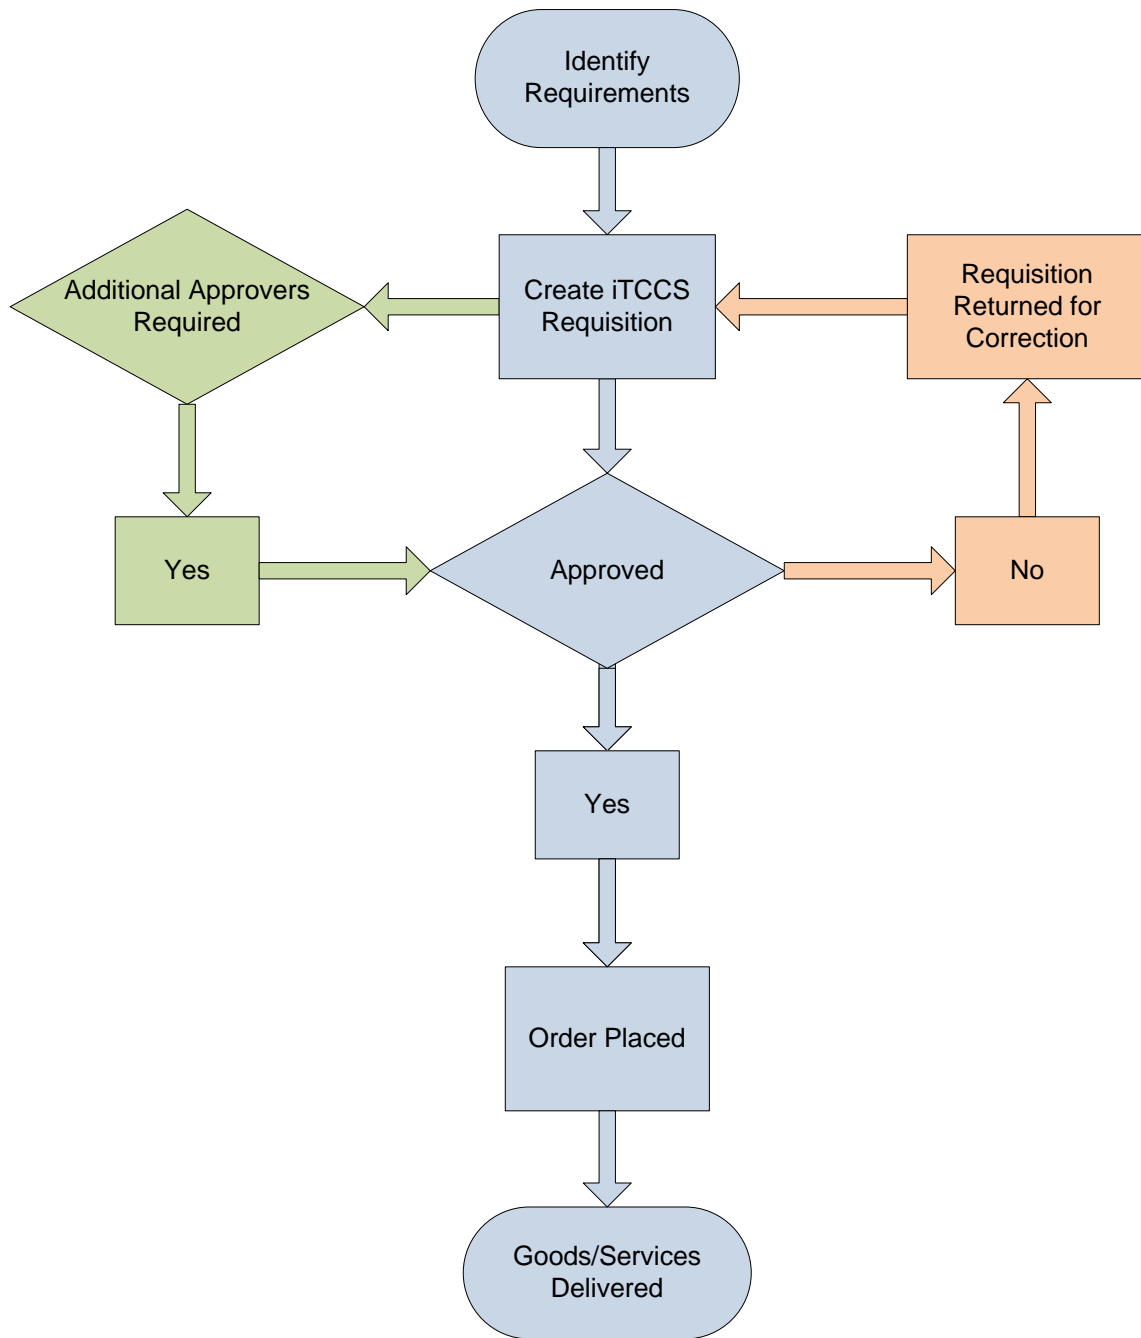 Identify
Requirements
Additional Approvers
Required
Create iTCCS
Requisition
Requisition
Returned for
Correction
Yes
Approved
No
Yes
Order Placed
Goods/Services
Delivered